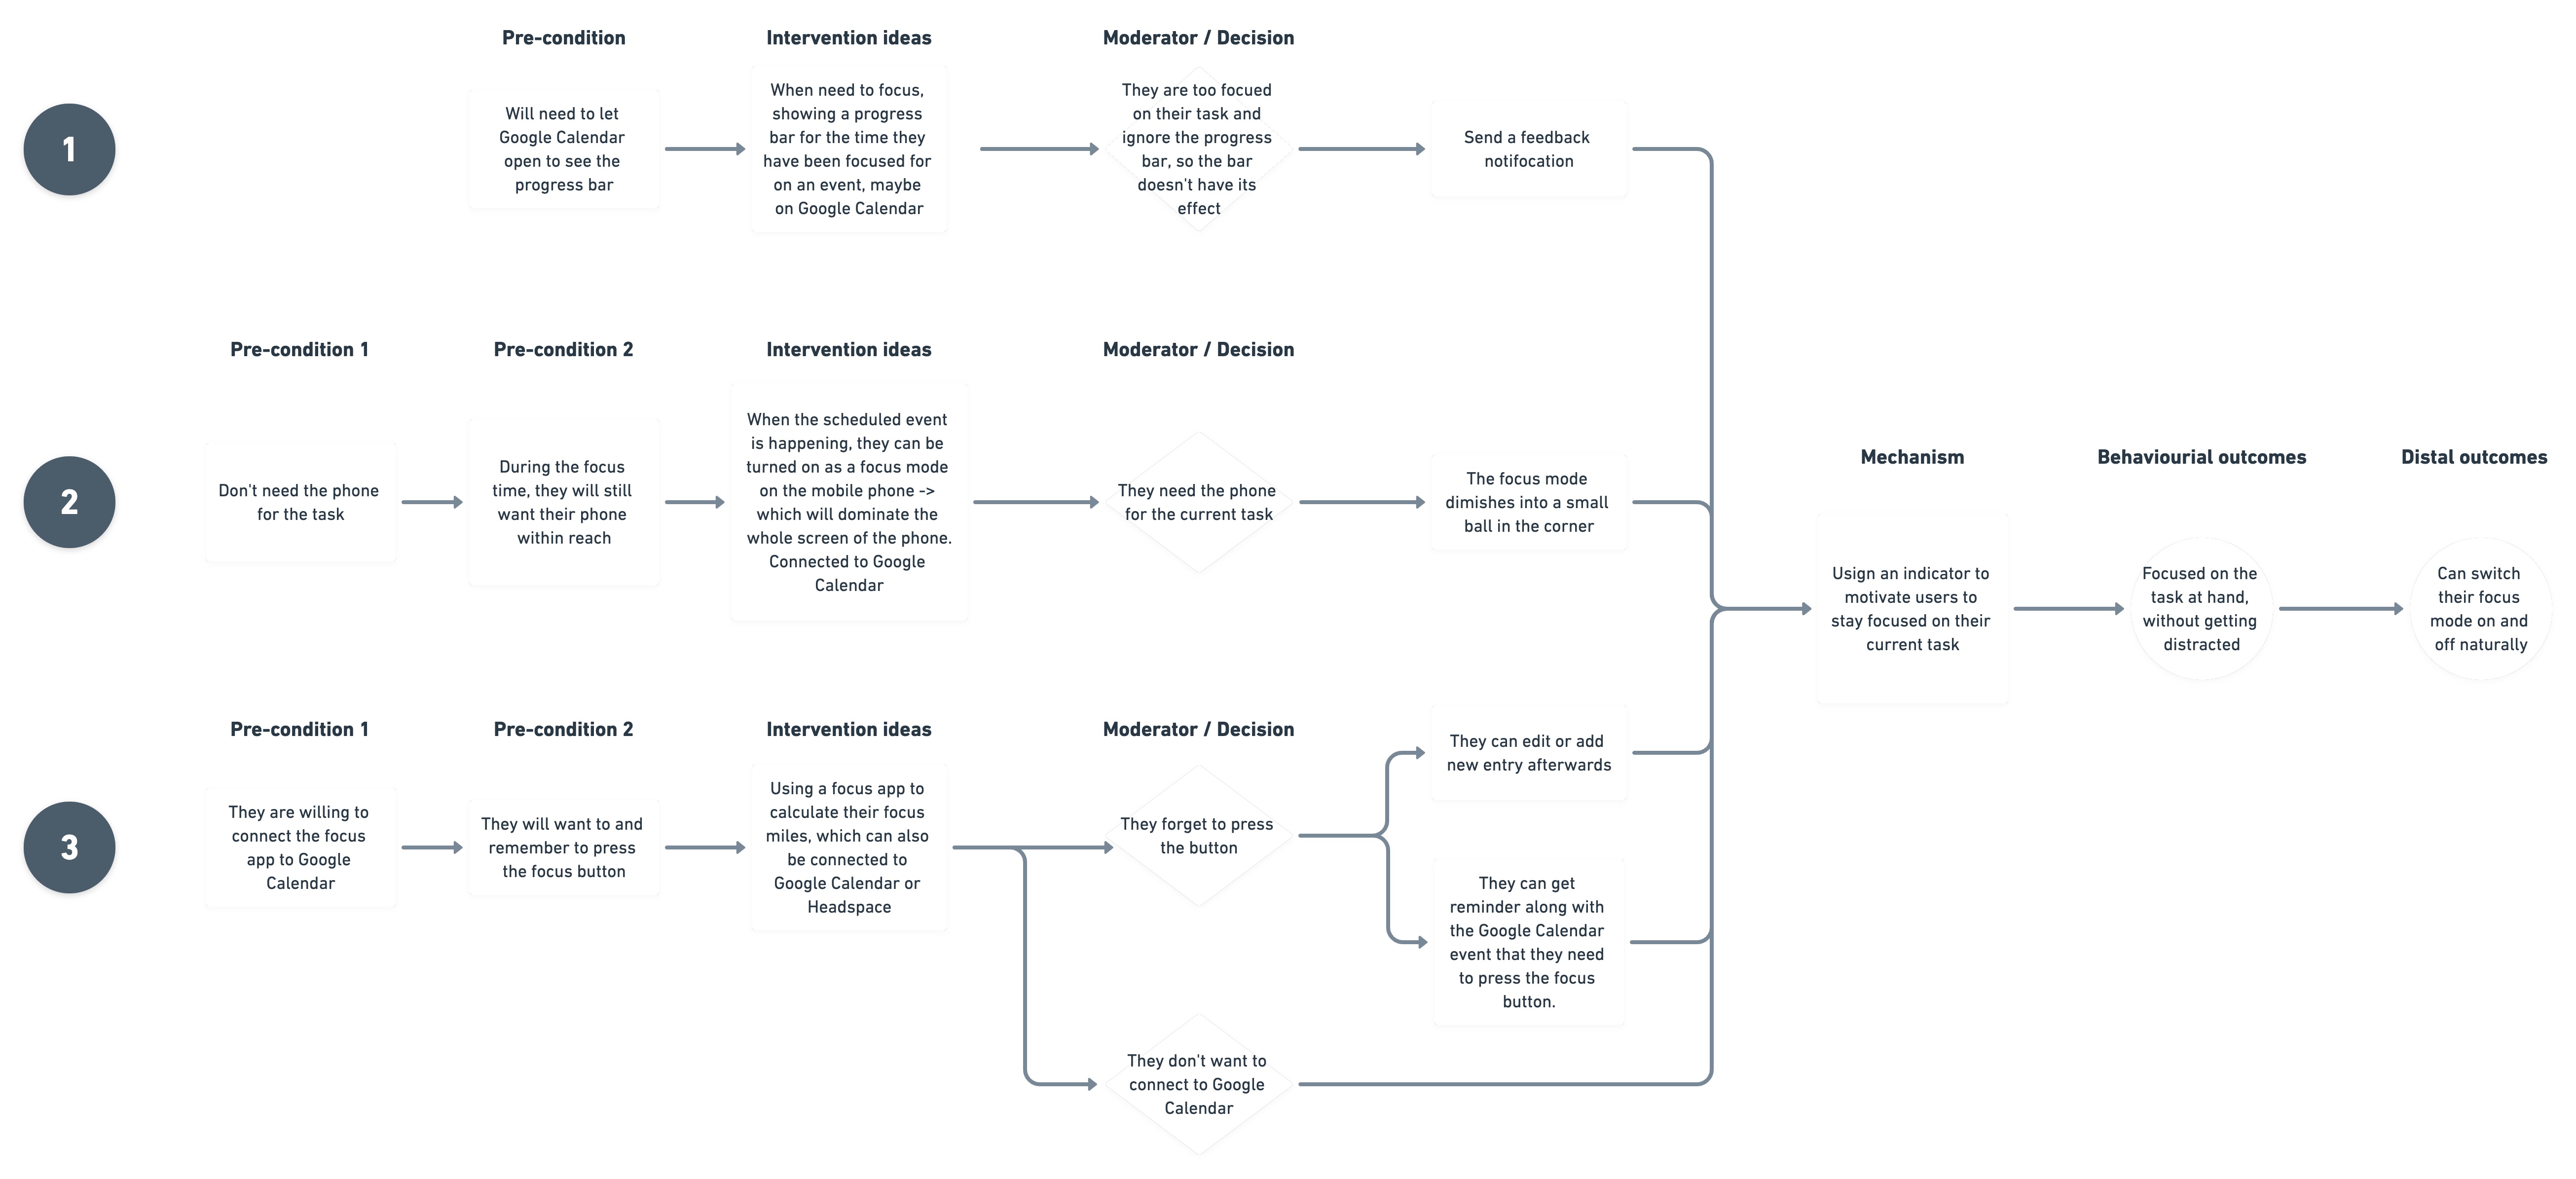 Pre-condition
Intervention ideas
Moderator / Decision
1
Will need to let
Google Calendar
open to see the
progress bar
When need to focus,
showing a progress
bar for the time they
have been focused for
on an event, maybe
on Google Calendar
They are too focued
on their task and
ignore the progress
bar, so the bar
doesn't have its
effect
Send a feedback
notifocation
Pre-condition 1
Pre-condition 2
Intervention ideas
Moderator / Decision
2
Don't need the phone
for the task
During the focus
time, they will still
want their phone
within reach
When the scheduled event
is happening, they can be
turned on as a focus mode
on the mobile phone ->
which will dominate the
whole screen of the phone.
Connected to Google
Calendar
They need the phone
for the current task
The focus mode
dimishes into a small
ball in the corner
Mechanism
Behaviourial outcomes
Distal outcomes
Usign an indicator to
motivate users to
stay focused on their
current task
Focused on the
task at hand,
without getting
distracted
Can switch
their focus
mode on and
off naturally
Pre-condition 1
Pre-condition 2
Intervention ideas
Moderator / Decision
3
They are willing to
connect the focus
app to Google
Calendar
They will want to and
remember to press
the focus button
Using a focus app to
calculate their focus
miles, which can also
be connected to
Google Calendar or
Headspace
They forget to press
the button
They can edit or add
new entry afterwards
They can get
reminder along with
the Google Calendar
event that they need
to press the focus
button.
They don't want to
connect to Google
Calendar